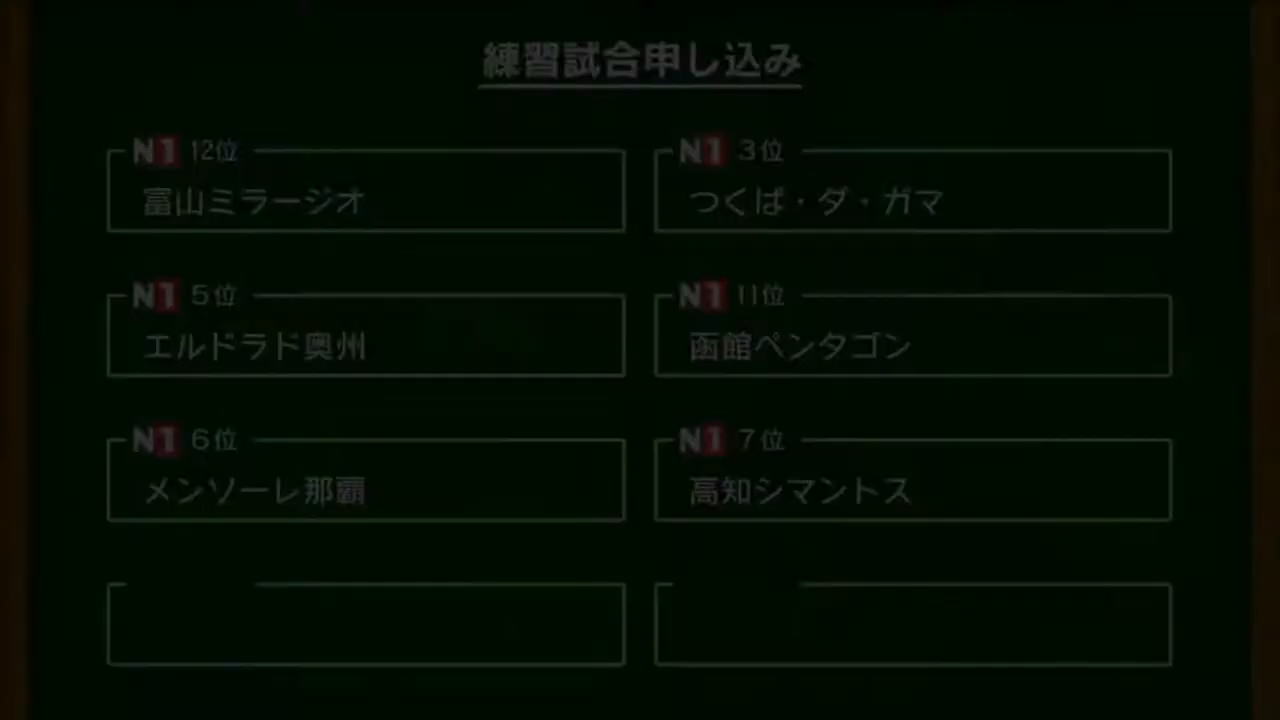 練習試合申し込み
N1 12位
富山ミラージオ
N1 3位
つくば・ダ・ガマ
N1 5位
エルドラド奥州
N1 11位
函館ペンタゴン
N1 6位
メンソーレ那覇
N1 7位
高知シマントス